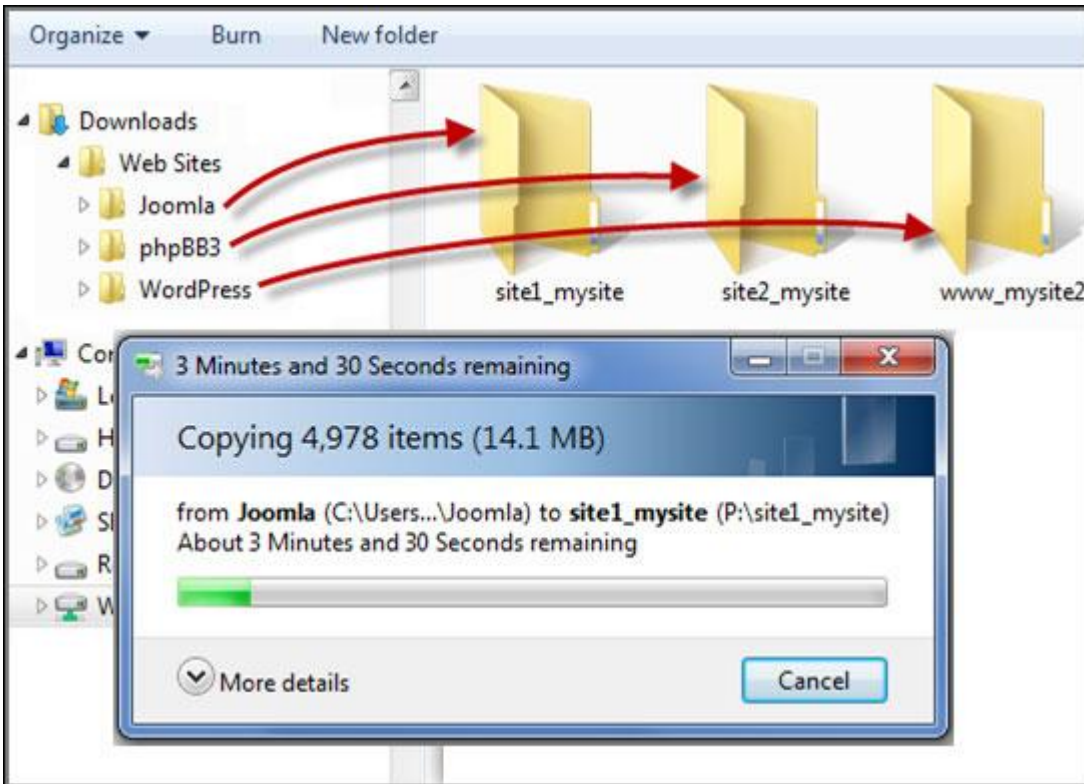 Organize Burn New folder
Downloads
Web Sites
Joomla
phpBB3
WordPress
site1_mysite site2_mysite www_mysite2
3 Minutes and 30 Seconds remaining
Copying 4,978 items (14.1 MB)
from Joomla (C:\Users...\Joomla) to site1_mysite (P:\site1_mysite)
About 3 Minutes and 30 Seconds remaining
More details Cancel